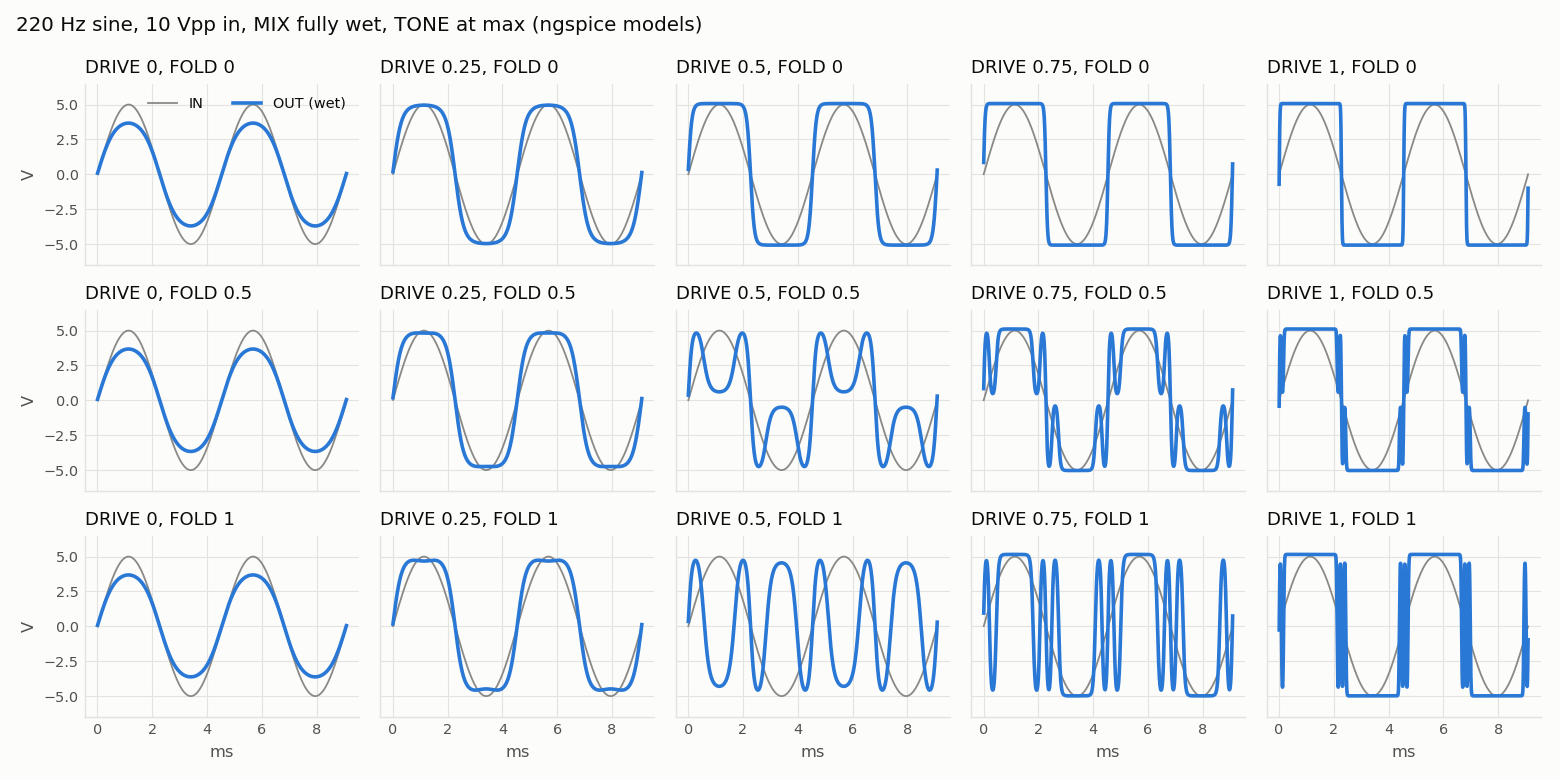 220 Hz sine, 10 Vpp in, MIX fully wet, TONE at max (ngspice models)
DRIVE 0, FOLD 0
DRIVE 0.25, FOLD 0
DRIVE 0.5, FOLD 0
DRIVE 0.75, FOLD 0
DRIVE 1, FOLD 0
IN
OUT (wet)
5.0
2.5
0.0
−2.5
−5.0
V
DRIVE 0, FOLD 0.5
DRIVE 0.25, FOLD 0.5
DRIVE 0.5, FOLD 0.5
DRIVE 0.75, FOLD 0.5
DRIVE 1, FOLD 0.5
5.0
2.5
0.0
−2.5
−5.0
V
DRIVE 0, FOLD 1
DRIVE 0.25, FOLD 1
DRIVE 0.5, FOLD 1
DRIVE 0.75, FOLD 1
DRIVE 1, FOLD 1
5.0
2.5
0.0
−2.5
−5.0
V
0 2 4 6 8
0 2 4 6 8
0 2 4 6 8
0 2 4 6 8
0 2 4 6 8
ms
ms
ms
ms
ms